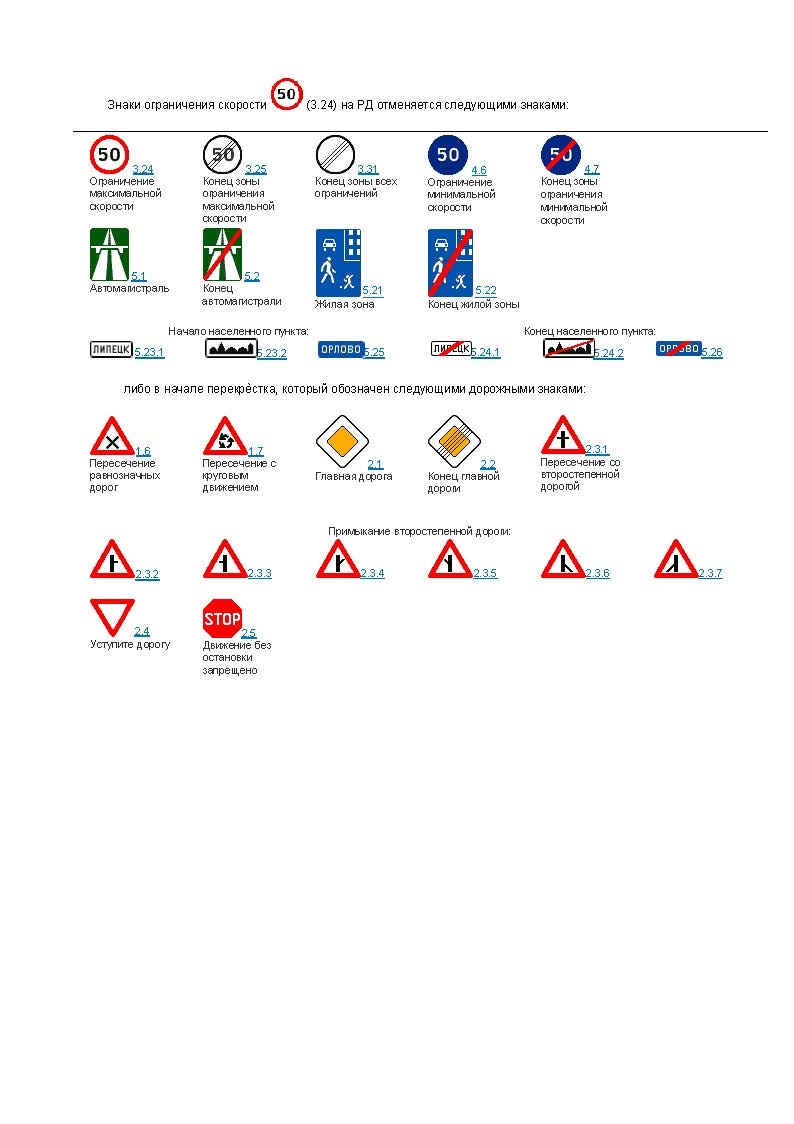 Знаки ограничения скорости 50 (3.24) на РД отменяется следующими знаками:
50 3.24
Ограничение
максимальной
скорости
50 3.25
Конец зоны
ограничения
максимальной
скорости
3.31
Конец зоны всех
ограничений
50 4.6
Ограничение
минимальной
скорости
50 4.7
Конец зоны
ограничения
минимальной
скорости
5.1
Автомагистраль
5.2
Конец
автомагистрали
5.21
Жилая зона
5.22
Конец жилой зоны
Начало населенного пункта:
Конец населенного пункта:
ЛИПЕЦК 5.23.1
5.23.2
ОРЛОВО 5.25
ЛИПЕЦК 5.24.1
5.24.2
ОРЛОВО 5.26
либо в начале перекрѐстка, который обозначен следующими дорожными знаками:
1.6
Пересечение
равнозначных
дорог
1.7
Пересечение с
круговым
движением
2.1
Главная дорога
2.2
Конец главной
дороги
2.3.1
Пересечение со
второстепенной
дорогой
Примыкание второстепенной дороги:
2.3.2
2.3.3
2.3.4
2.3.5
2.3.6
2.3.7
2.4
Уступите дорогу
STOP 2.5
Движение без
остановки
запрещено